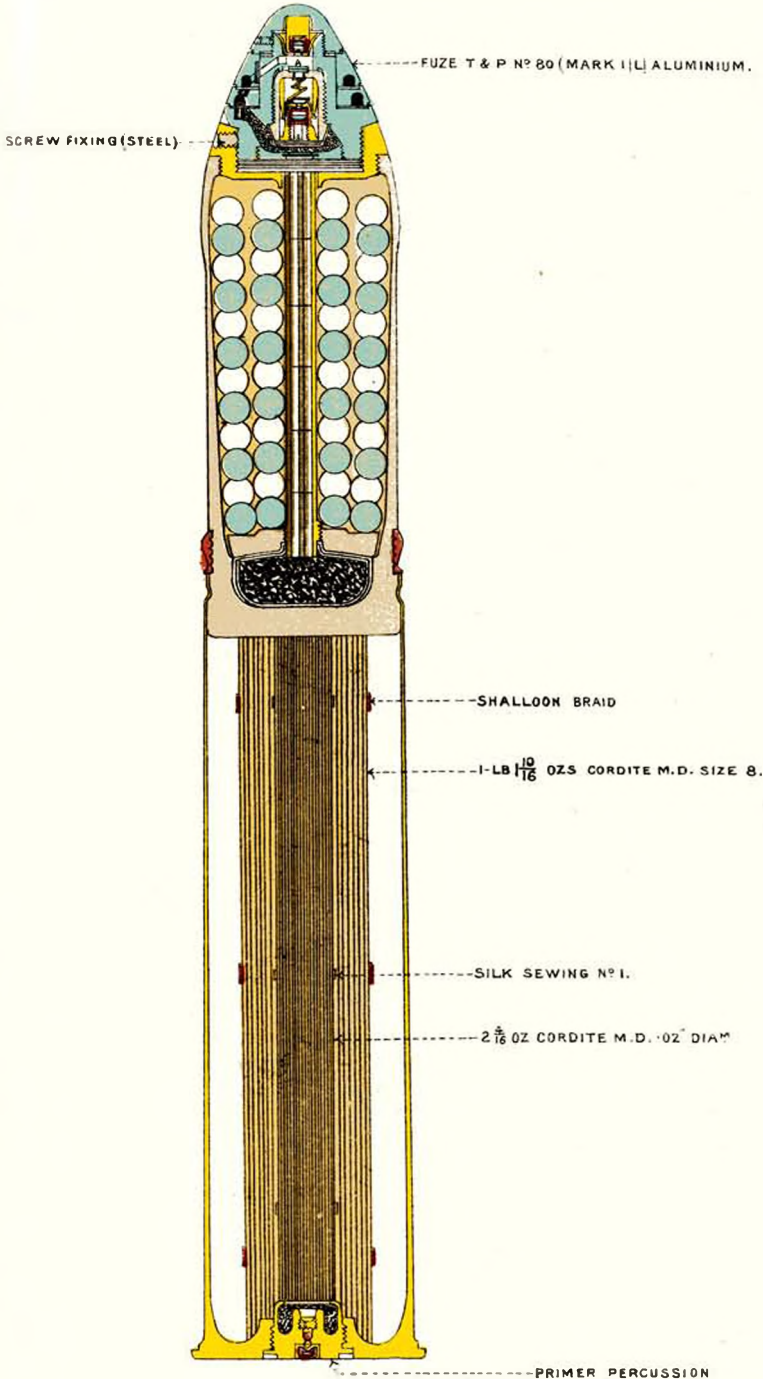 FUZE T & P Nº 80 (MARK I|L| ALUMINIUM.
SCREW FIXING (STEEL)
SHALLOON BRAID
1-LB 1 10/16 OZS CORDITE M.D. SIZE 8.
SILK SEWING Nº 1.
2 4/16 OZ CORDITE M.D. ·02" DIAM
PRIMER PERCUSSION